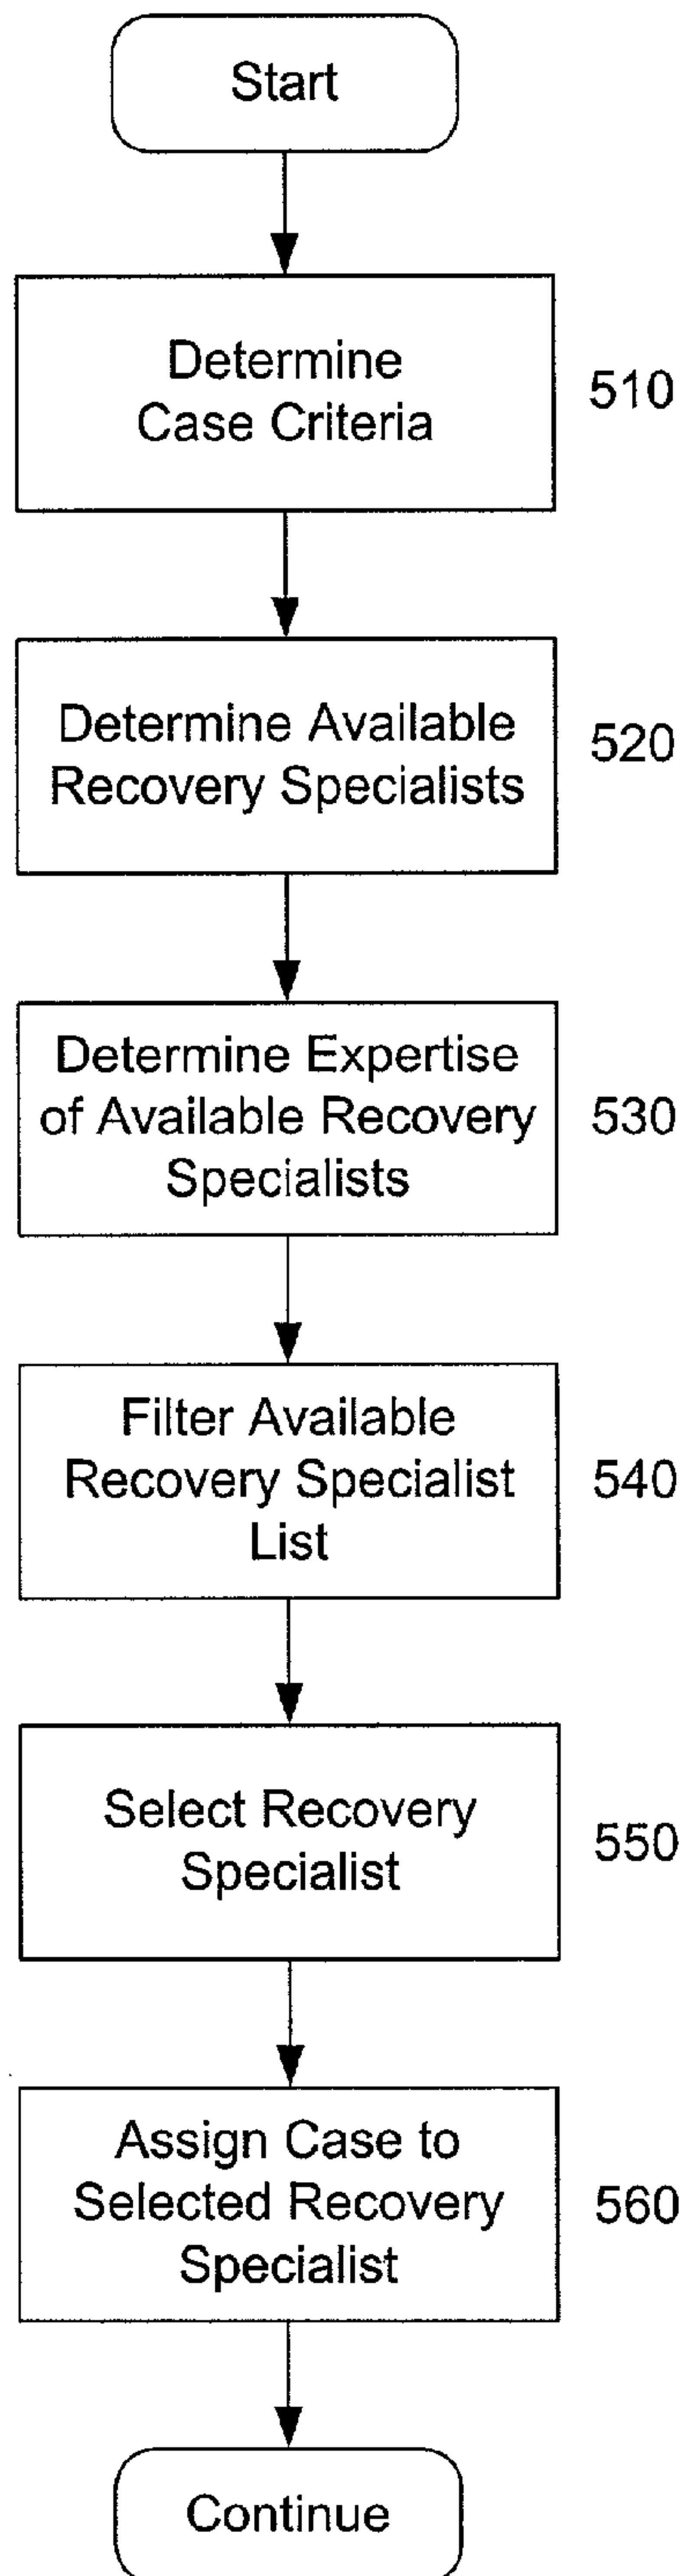 Start
Determine
Case Criteria
510
Determine Available
Recovery Specialists
520
Determine Expertise
of Available Recovery
Specialists
530
Filter Available
Recovery Specialist
List
540
Select Recovery
Specialist
550
Assign Case to
Selected Recovery
Specialist
560
Continue